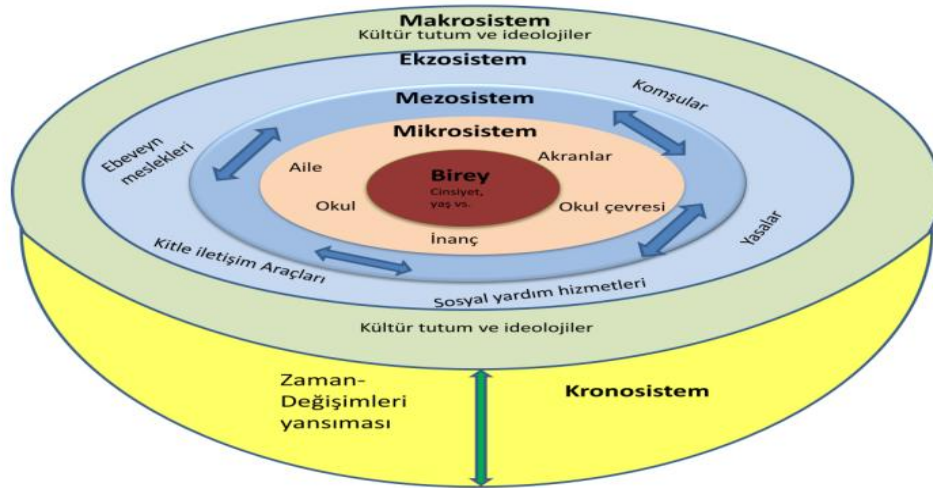 Makrosistem
Kültür tutum ve ideolojiler
Ekzosistem
Komşular
Mezosistem
Ebeveyn
meslekleri
Mikrosistem
Aile
Akranlar
Birey
Cinsiyet,
yaş vs.
Okul
Okul çevresi
İnanç
Yasalar
Kitle iletişim Araçları
Sosyal yardım hizmetleri
Kültür tutum ve ideolojiler
Zaman-
Değişimleri
yansıması
Kronosistem